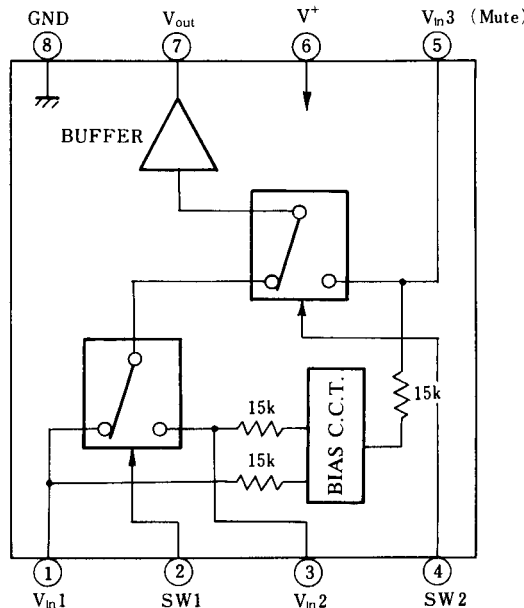 GND Vout V+ Vin3 (Mute)
8 7 6 5
BUFFER
15k
15k
15k
BIAS C.C.T.
1 2 3 4
Vin1 SW1 Vin2 SW2